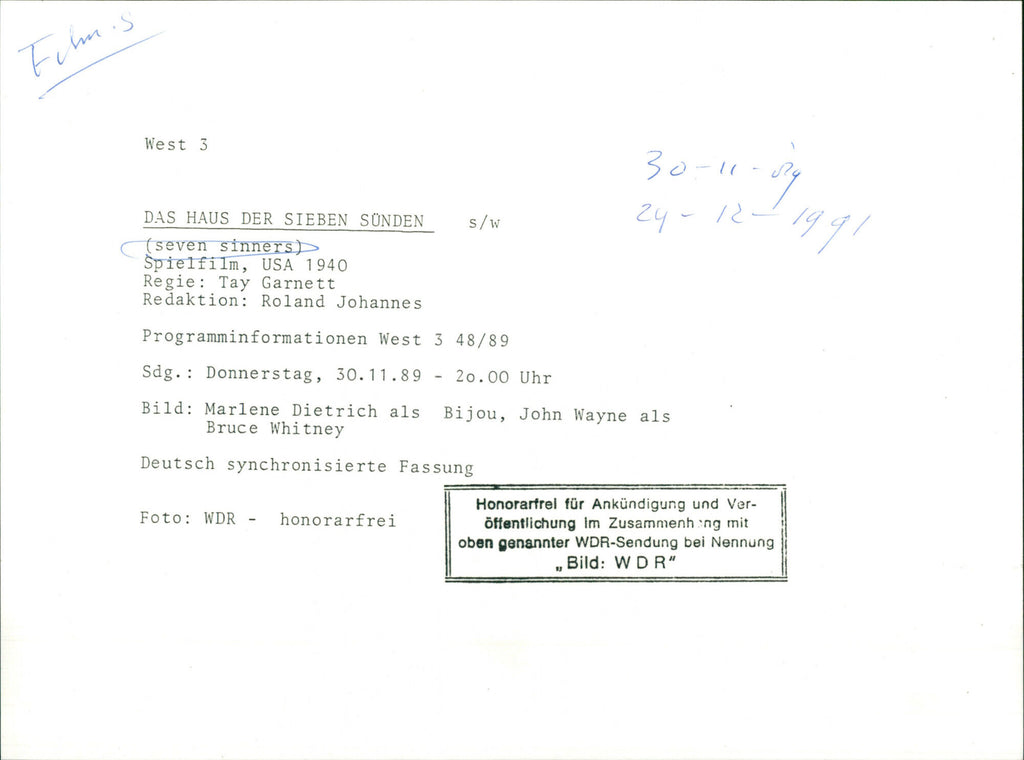 Film.S
West 3
30-11-89
24-12-1991
DAS HAUS DER SIEBEN SÜNDEN s/w
(seven sinners)
Spielfilm, USA 1940
Regie: Tay Garnett
Redaktion: Roland Johannes
Programminformationen West 3 48/89
Sdg.: Donnerstag, 30.11.89 - 2o.00 Uhr
Bild: Marlene Dietrich als Bijou, John Wayne als
Bruce Whitney
Deutsch synchronisierte Fassung
Foto: WDR - honorarfrei
Honorarfrei für Ankündigung und Ver-
öffentlichung im Zusammenhang mit
oben genannter WDR-Sendung bei Nennung
„Bild: W D R"